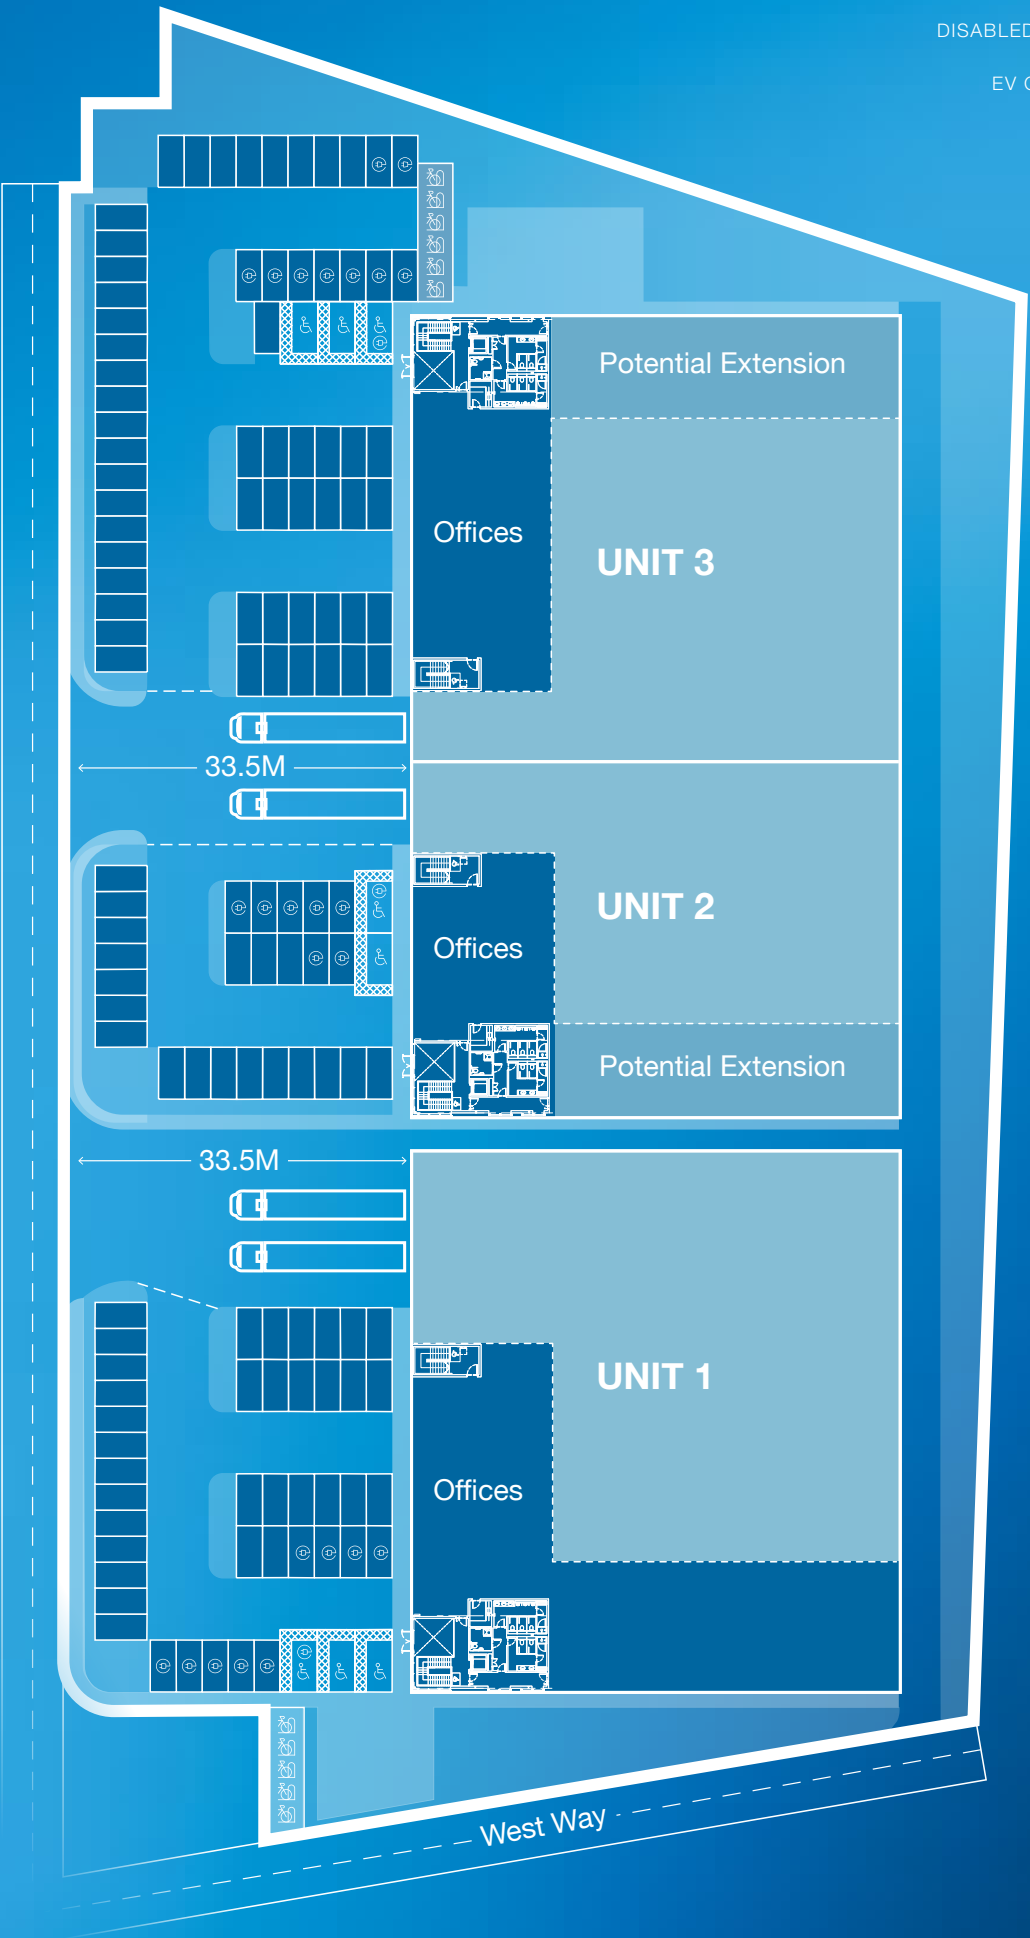 DISABLED
EV
Potential Extension
Offices
UNIT 3
33.5M
UNIT 2
Offices
Potential Extension
33.5M
UNIT 1
Offices
West Way